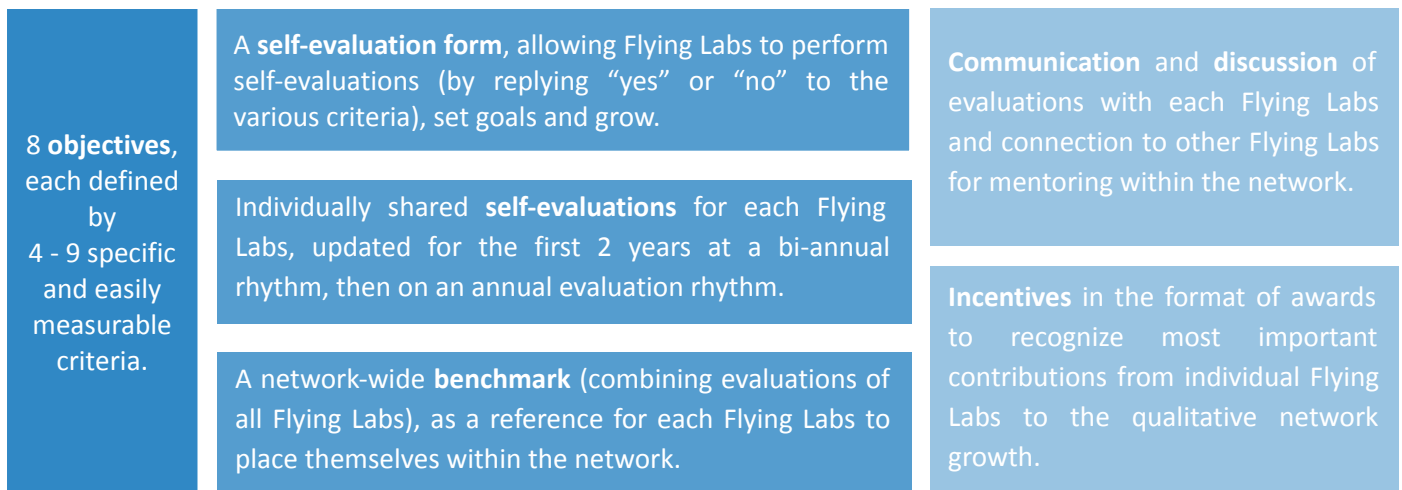 8 objectives,
each defined
by
4 - 9 specific
and easily
measurable
criteria.
A self-evaluation form, allowing Flying Labs to perform
self-evaluations (by replying “yes” or “no” to the
various criteria), set goals and grow.
Individually shared self-evaluations for each Flying
Labs, updated for the first 2 years at a bi-annual
rhythm, then on an annual evaluation rhythm.
A network-wide benchmark (combining evaluations of
all Flying Labs), as a reference for each Flying Labs to
place themselves within the network.
Communication and discussion of
evaluations with each Flying Labs
and connection to other Flying Labs
for mentoring within the network.
Incentives in the format of awards
to recognize most important
contributions from individual Flying
Labs to the qualitative network
growth.